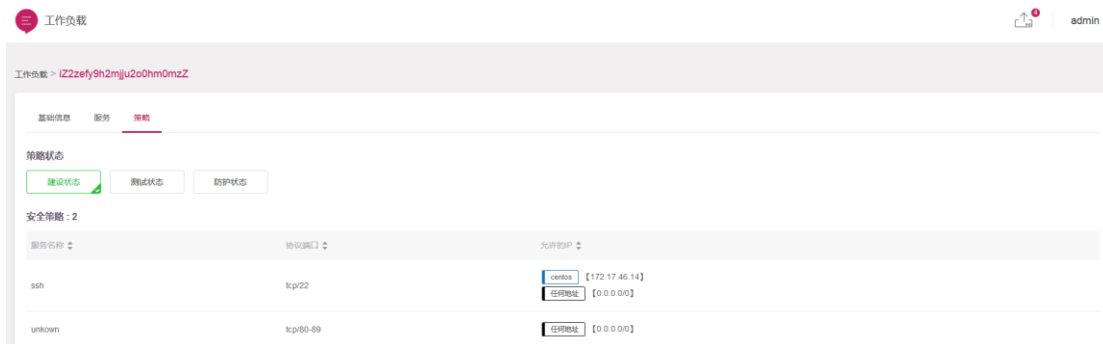 工作负载
4
admin
工作负载 > iZ2zefy9h2mjju2o0hm0mzZ
基础信息 服务 策略
策略状态
建设状态 测试状态 防护状态
安全策略：2
服务名称 协议端口 允许的IP
ssh tcp/22 centos 【172.17.46.14】
任何地址 【0.0.0.0/0】
unkown tcp/80-89 任何地址 【0.0.0.0/0】